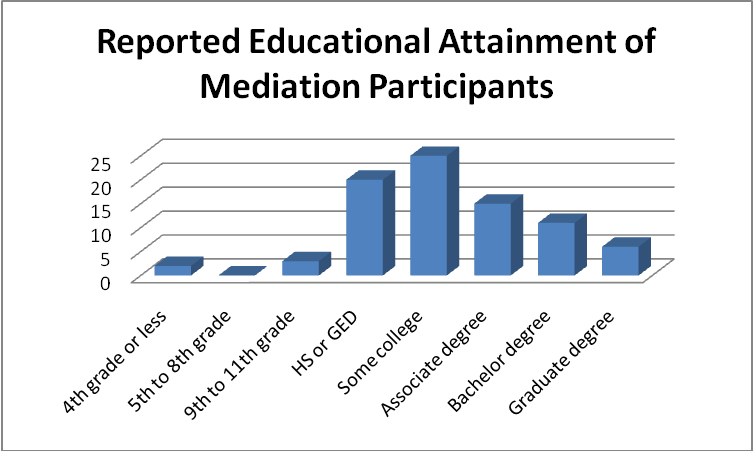 Reported Educational Attainment of
Mediation Participants
25
20
15
10
5
0
4th grade or less
5th to 8th grade
9th to 11th grade
HS or GED
Some college
Associate degree
Bachelor degree
Graduate degree